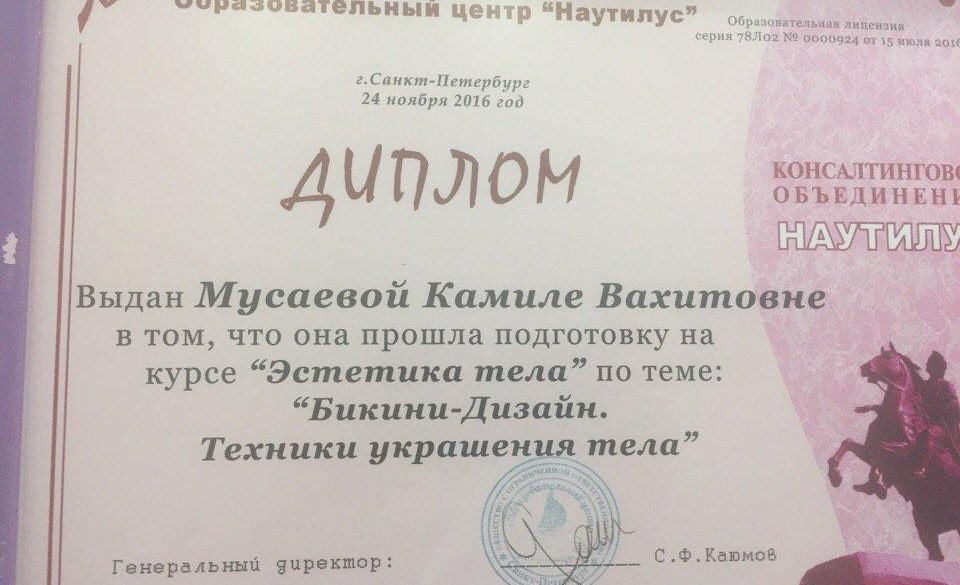 Образовательный центр “Наутилус”
Образовательная лицензия
серия 78Л02 № 0000924 от 15 июля 2016
г.Санкт-Петербург
24 ноября 2016 год
ДИПЛОМ
КОНСАЛТИНГОВО
ОБЪЕДИНЕНИ
НАУТИЛУ
Выдан Мусаевой Камиле Вахитовне
в том, что она прошла подготовку на
курсе “Эстетика тела” по теме:
“Бикини-Дизайн.
Техники украшения тела”
Генеральный директор:
С.Ф.Каюмов